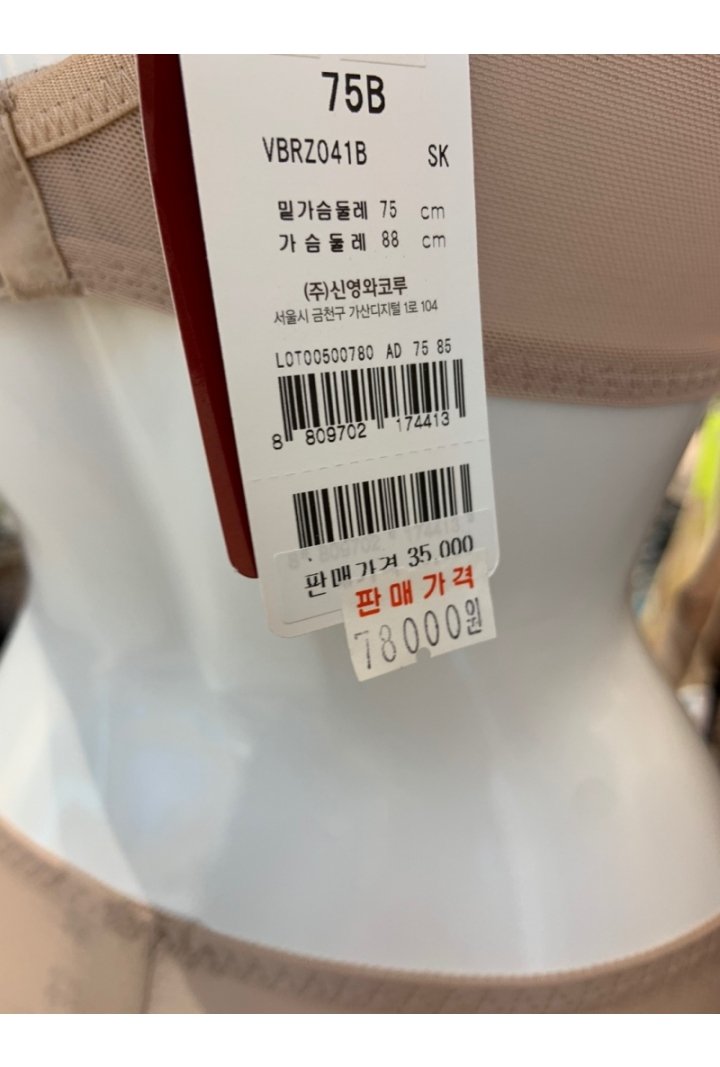 75B
VBRZ041B SK
밑가슴둘레 75 cm
가 슴 둘 레 88 cm
(주)신영와코루
서울시 금천구 가산디지털 1로 104
LOT00500780 AD 75 85
8 809702 174413
8 809702 174413
판매가격 35,000
판매가격
78000원